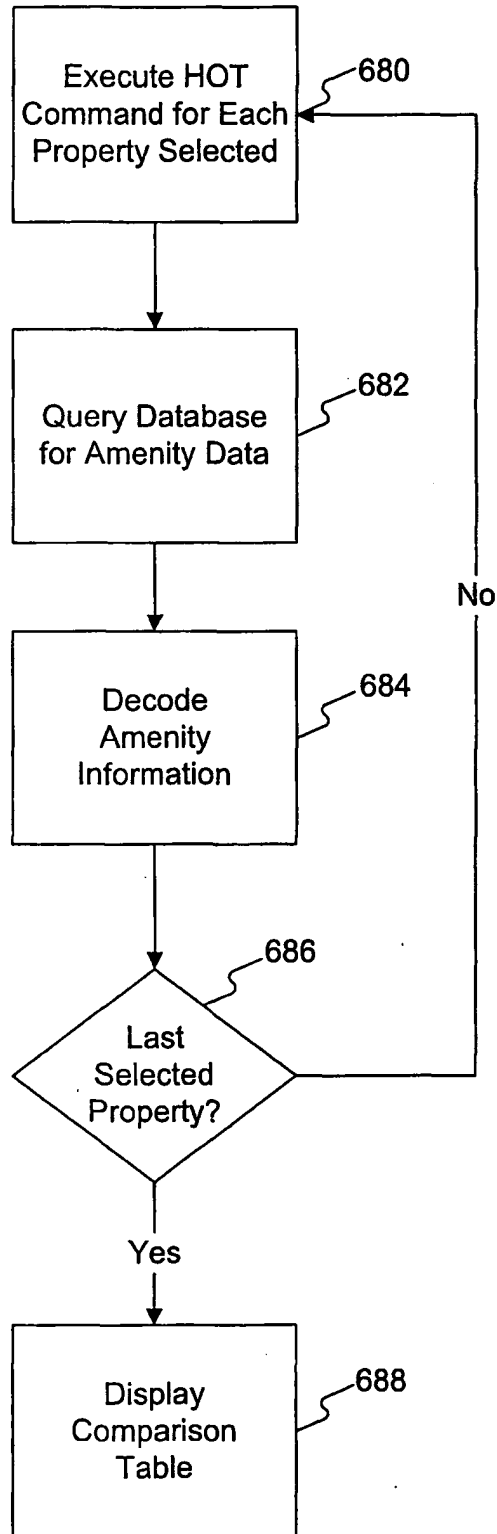 Execute HOT
Command for Each
Property Selected
680
Query Database
for Amenity Data
682
No
Decode
Amenity
Information
684
Last
Selected
Property?
686
Yes
Display
Comparison
Table
688